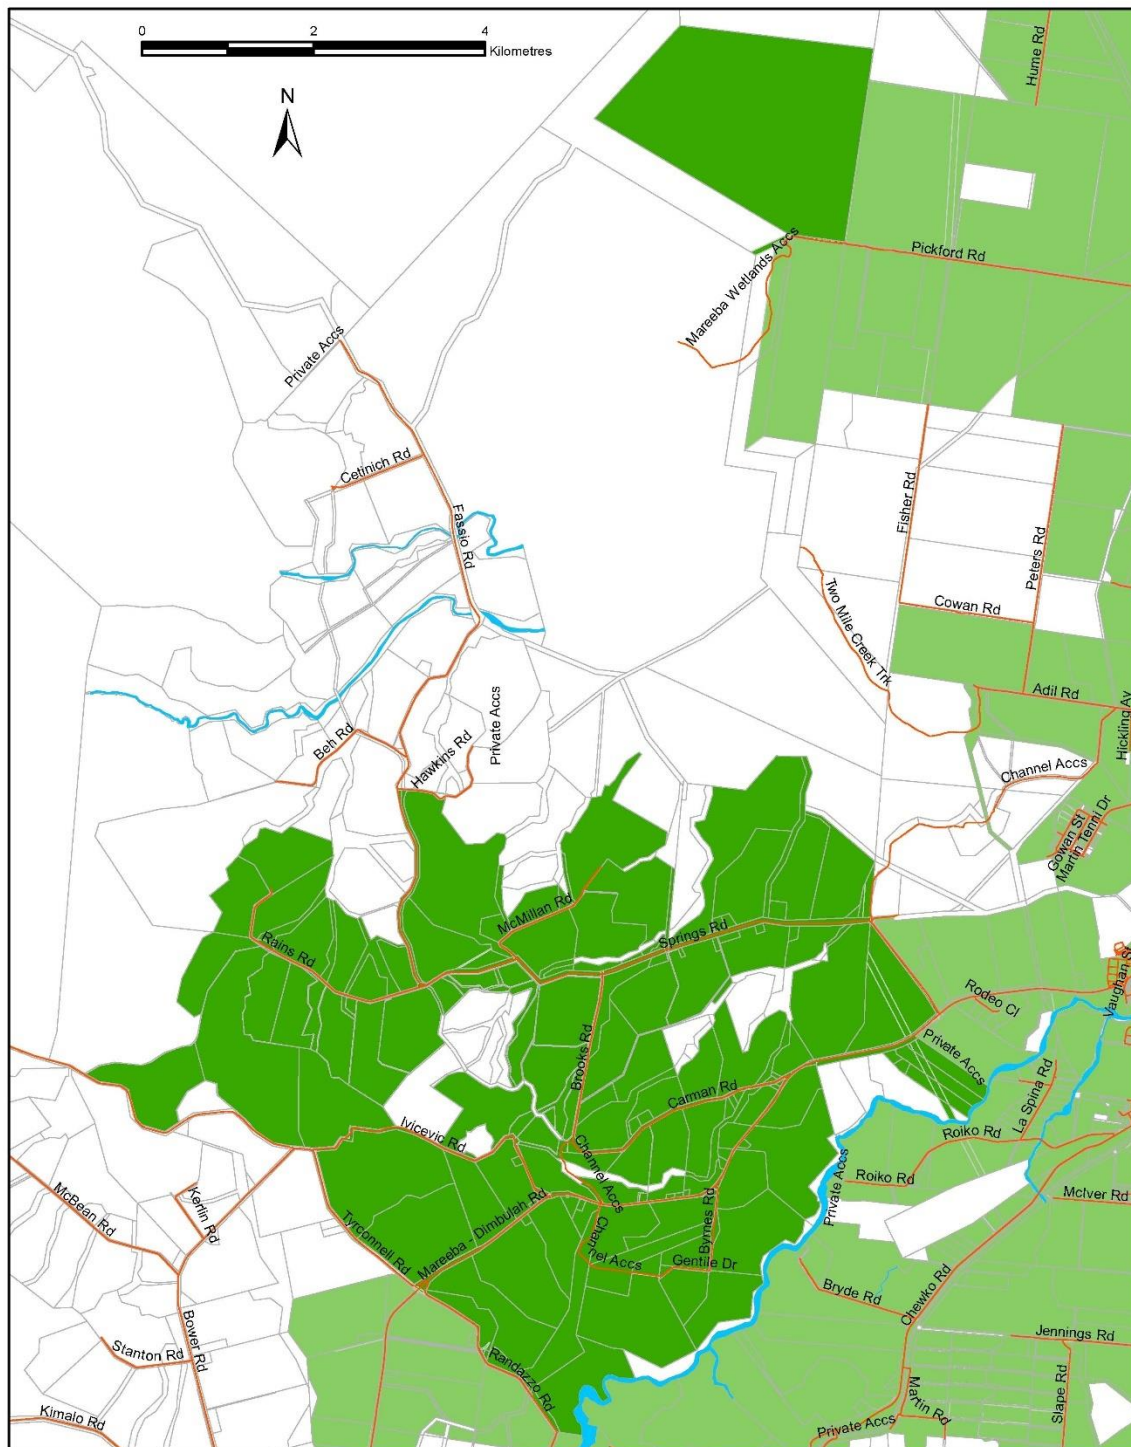 0 2 4
Kilometres
N
Hume Rd
Pickford Rd
Mareeba Wetlands Accs
Private Accs
Cetinich Rd
Fassio Rd
Fisher Rd
Peters Rd
Cowan Rd
Two Mile Creek Trk
Adil Rd
Hickling Av
Private Accs
Beh Rd
Hawkins Rd
Channel Accs
Gowan St
Martin Tenni Dr
McMillan Rd
Springs Rd
Rains Rd
Vaughan St
Rodeo Cl
Private Accs
Brooks Rd
Carman Rd
La Spina Rd
Ivicevic Rd
Roiko Rd
Channel Accs
Private Accs
Roiko Rd
McIver Rd
McBean Rd
Kerlin Rd
Tyrconnell Rd
Mareeba - Dimbulah Rd
Channel Accs
Byrnes Rd
Gentile Dr
Bryde Rd
Chewko Rd
Bower Rd
Stanton Rd
Randazzo Rd
Jennings Rd
Slape Rd
Martin Rd
Kimalo Rd
Private Accs